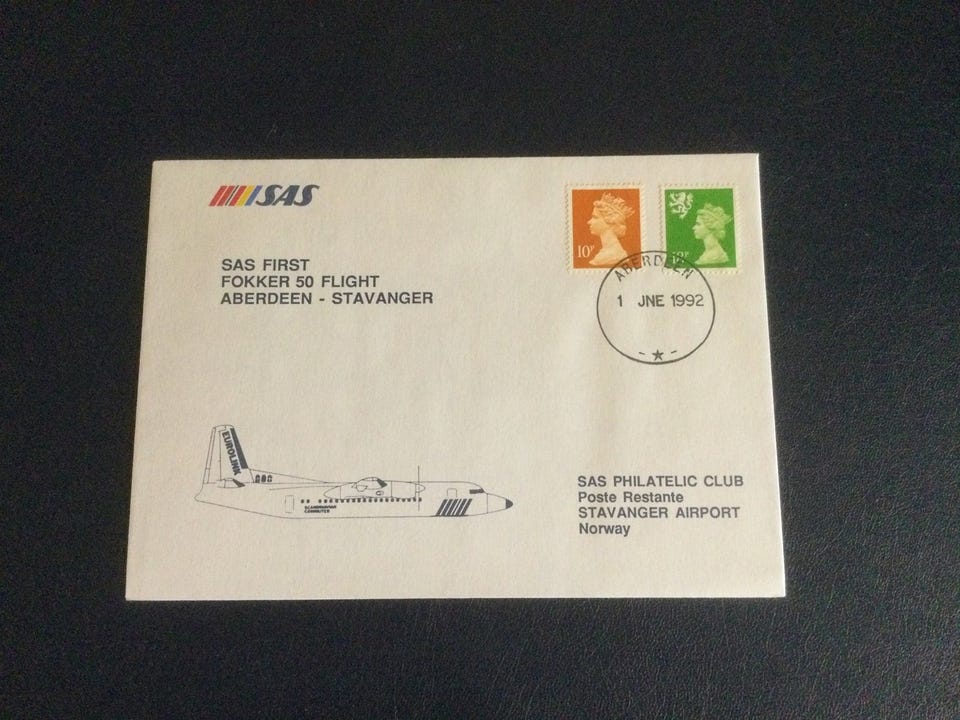 SAS
SAS FIRST
FOKKER 50 FLIGHT
ABERDEEN - STAVANGER
10P
ABERDEEN
1 JNE 1992
EUROLINK
SCANDINAVIAN
COMMUTER
SAS PHILATELIC CLUB
Poste Restante
STAVANGER AIRPORT
Norway